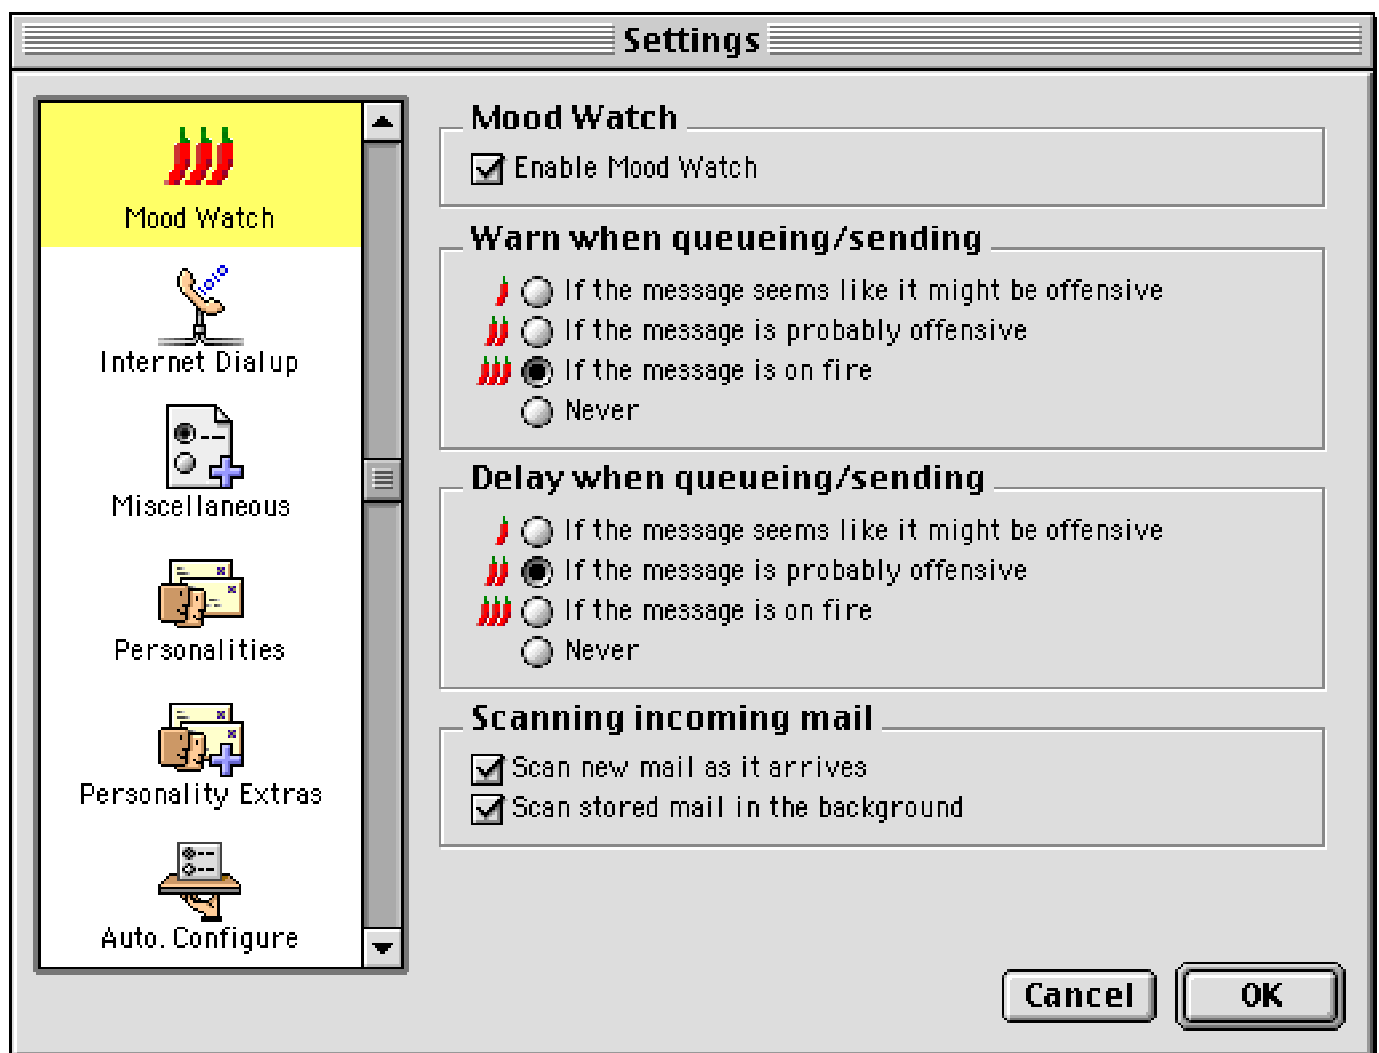 Settings
Mood Watch
Internet Dialup
Miscellaneous
Personalities
Personality Extras
Auto. Configure
Mood Watch
Enable Mood Watch
Warn when queueing/sending
If the message seems like it might be offensive
If the message is probably offensive
If the message is on fire
Never
Delay when queueing/sending
If the message seems like it might be offensive
If the message is probably offensive
If the message is on fire
Never
Scanning incoming mail
Scan new mail as it arrives
Scan stored mail in the background
Cancel
OK